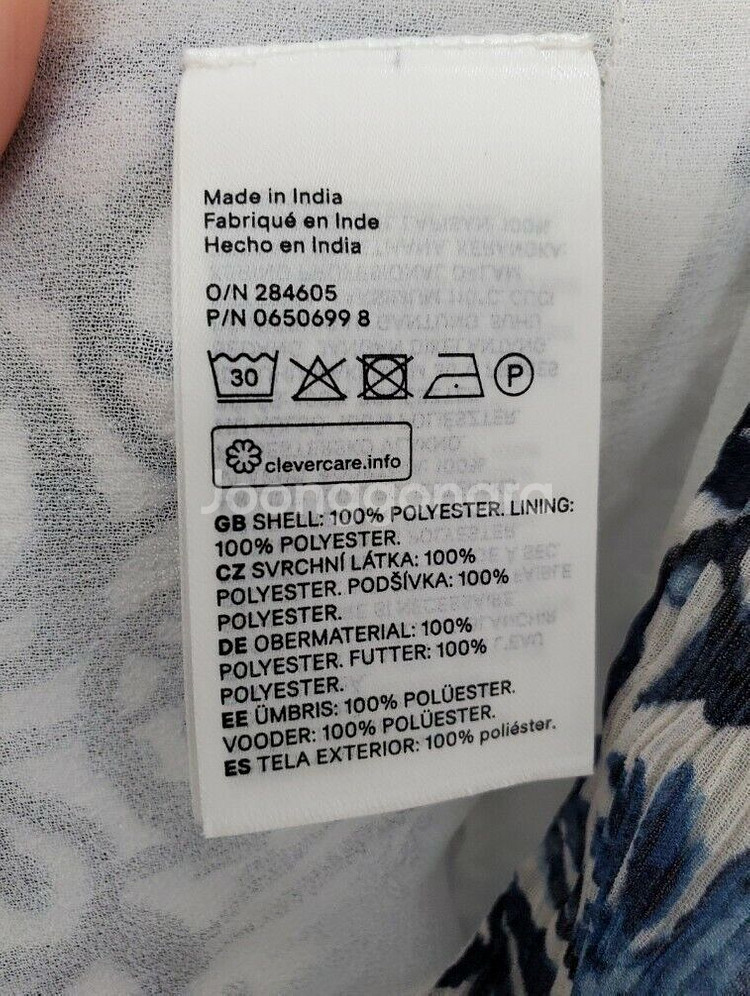 Made in India
Fabriqué en Inde
Hecho en India
O/N 284605
P/N 0650699 8
30
P
clevercare.info
Joonggonara
GB SHELL: 100% POLYESTER. LINING:
100% POLYESTER.
CZ SVRCHNÍ LÁTKA: 100%
POLYESTER. PODŠÍVKA: 100%
POLYESTER.
DE OBERMATERIAL: 100%
POLYESTER. FUTTER: 100%
POLYESTER.
EE ÜMBRIS: 100% POLÜESTER.
VOODER: 100% POLÜESTER.
ES TELA EXTERIOR: 100% poliéster.